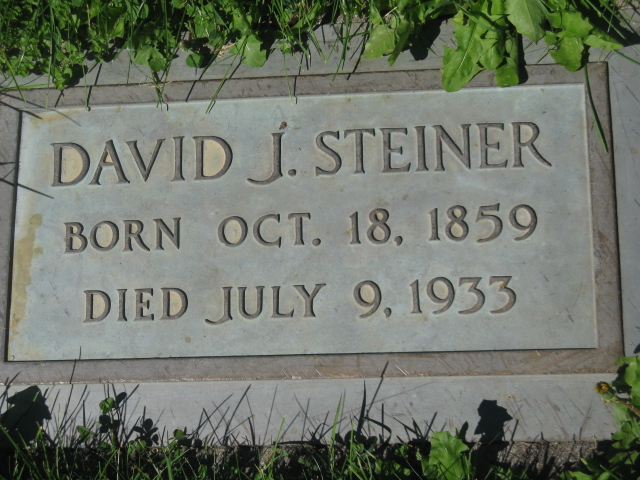 DAVID J. STEINER
BORN OCT. 18, 1859
DIED JULY 9, 1933